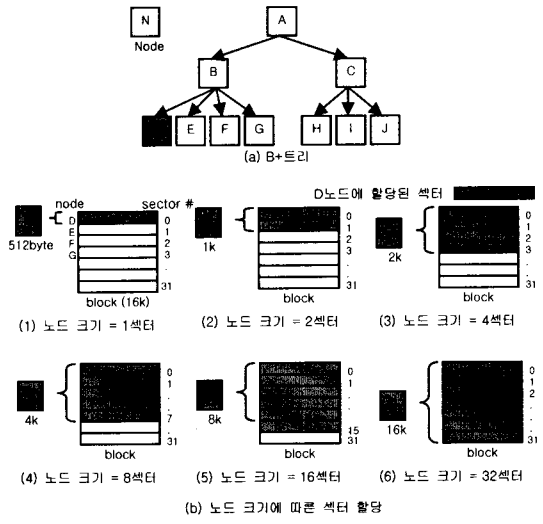 N
Node
A
B
C
E
F
G
H
I
J
(a) B+트리
D노드에 할당된 섹터
node
sector #
D
E
F
G
512byte
0
1
2
3
.
.
31
block (16k)
(1) 노드 크기 = 1섹터
1k
0
1
2
3
.
.
31
block
(2) 노드 크기 = 2섹터
2k
0
1
2
3
.
.
31
block
(3) 노드 크기 = 4섹터
4k
0
1
.
.
7
.
31
block
(4) 노드 크기 = 8섹터
8k
0
1
.
.
.
15
31
block
(5) 노드 크기 = 16섹터
16k
0
1
2
.
.
.
31
block
(6) 노드 크기 = 32섹터
(b) 노드 크기에 따른 섹터 할당